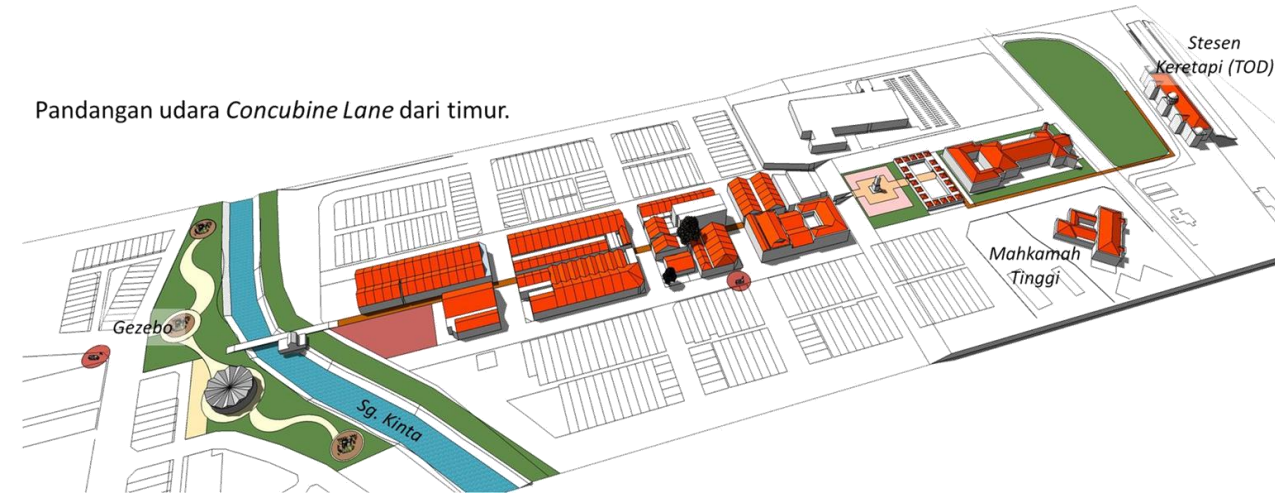 Stesen
Keretapi (TOD)
Pandangan udara Concubine Lane dari timur.
Mahkamah
Tinggi
Gezebo
Sg. Kinta